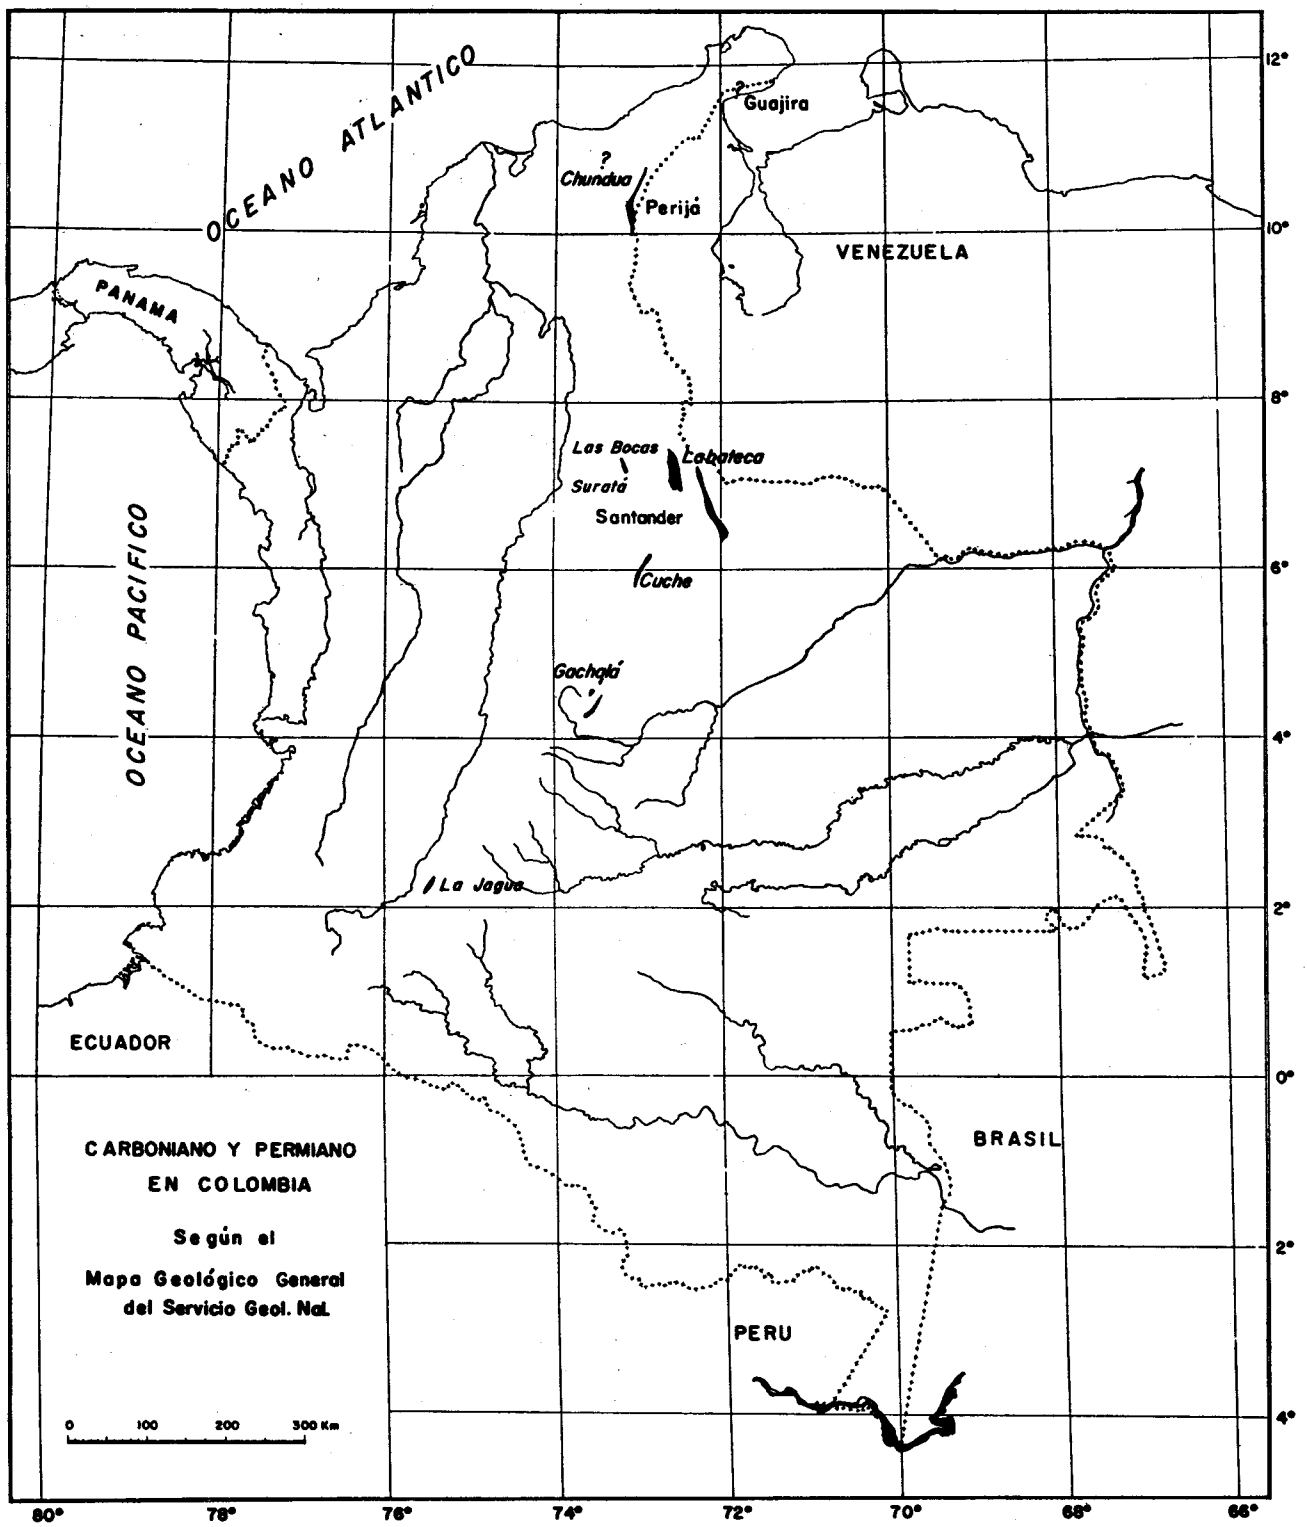 OCEANO ATLANTICO
12°
?
Guajira
?
Chundua
Perijá
10°
VENEZUELA
PANAMA
8°
Las Bocas
Labateca
Suratá
Santander
OCEANO PACIFICO
6°
Cuche
Gachalá
4°
La Jagua
2°
ECUADOR
0°
CARBONIANO Y PERMIANO
EN COLOMBIA
BRASIL
Según el
2°
Mapa Geológico General
del Servicio Geol. Nal.
PERU
0 100 200 300 Km
4°
80° 78° 76° 74° 72° 70° 68° 66°